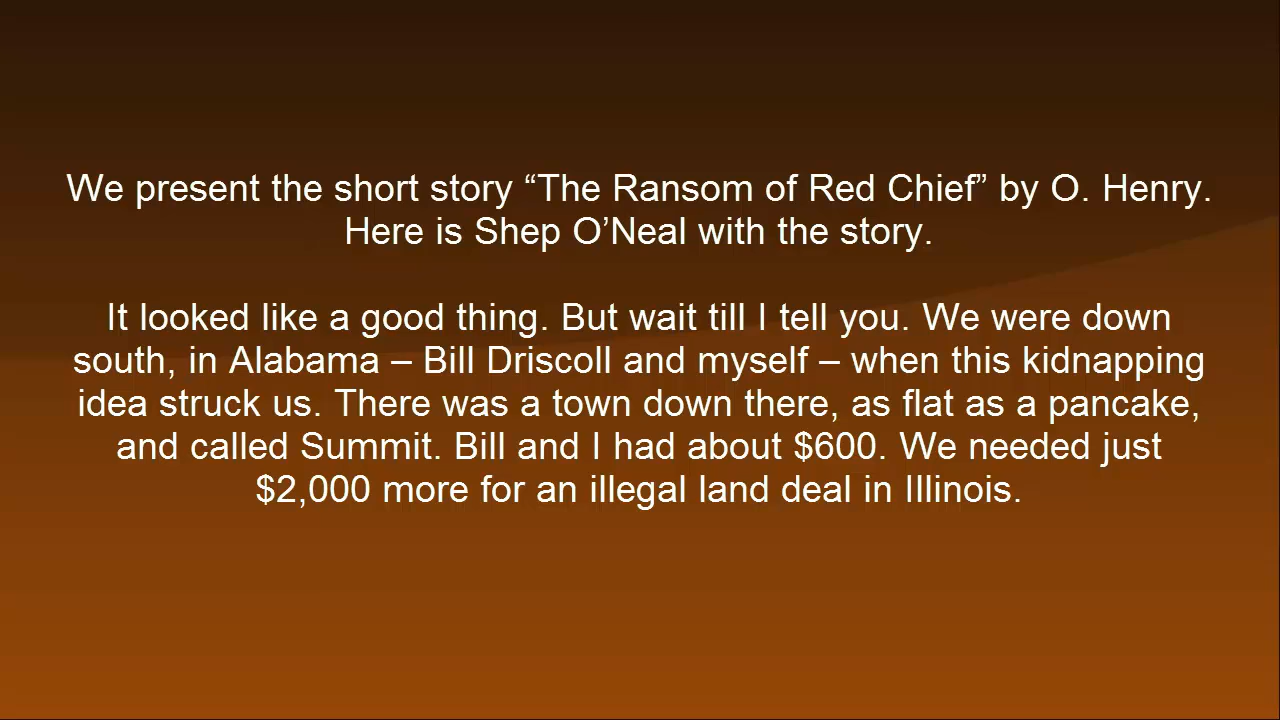 We present the short story “The Ransom of Red Chief” by O. Henry.
Here is Shep O’Neal with the story.
It looked like a good thing. But wait till I tell you. We were down
south, in Alabama – Bill Driscoll and myself – when this kidnapping
idea struck us. There was a town down there, as flat as a pancake,
and called Summit. Bill and I had about $600. We needed just
$2,000 more for an illegal land deal in Illinois.